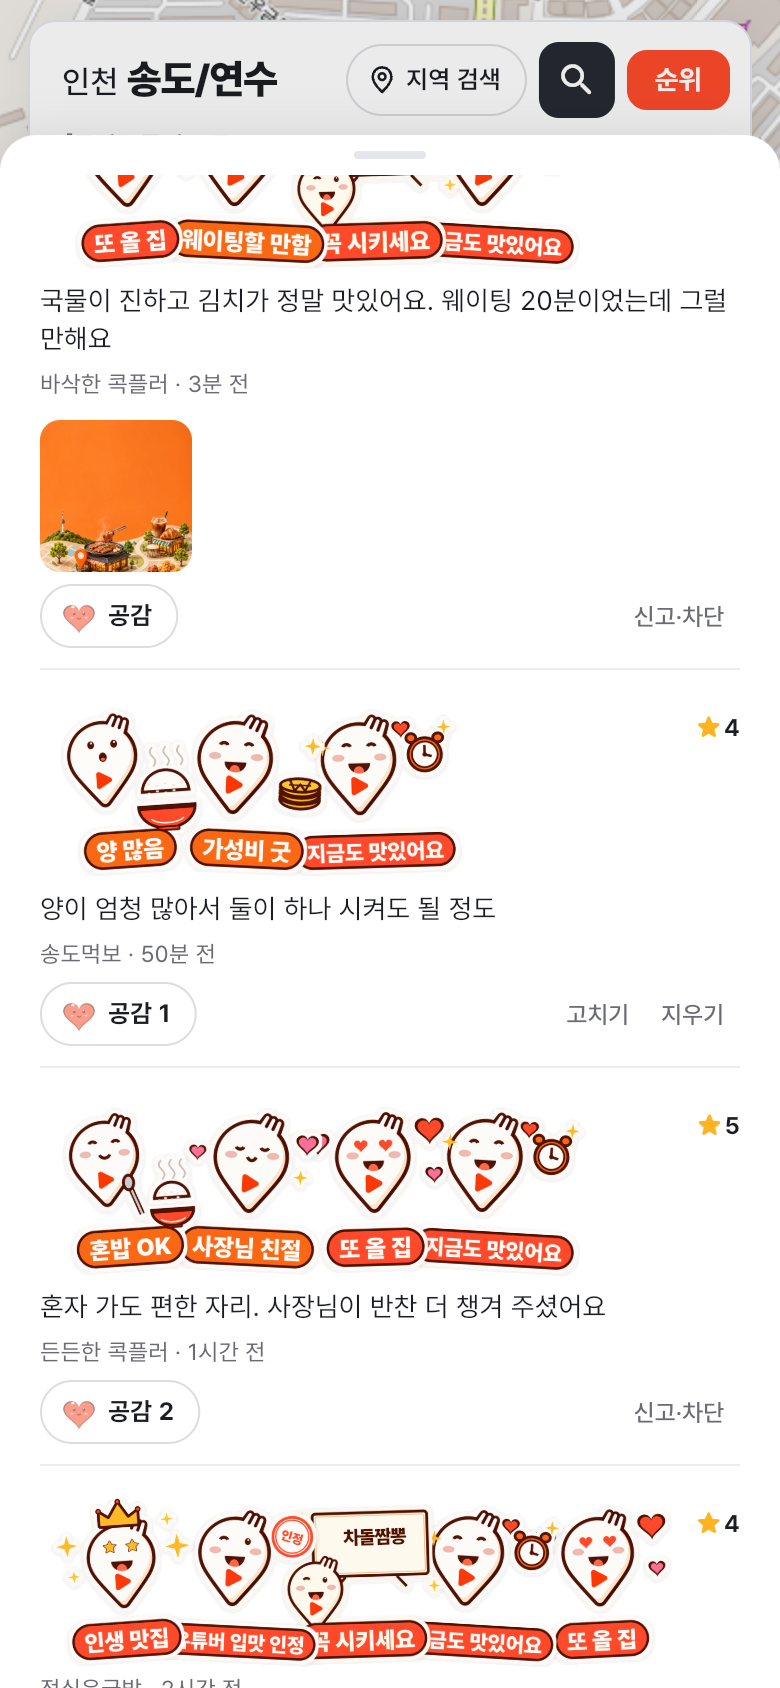 인천 송도/연수
지역 검색
순위
또 올 집
웨이팅할 만함
꼭 시키세요
지금도 맛있어요
국물이 진하고 김치가 정말 맛있어요. 웨이팅 20분이었는데 그럴
만해요
바삭한 콕플러 · 3분 전
공감
신고·차단
4
양 많음
가성비 굿
지금도 맛있어요
양이 엄청 많아서 둘이 하나 시켜도 될 정도
송도먹보 · 50분 전
공감 1
고치기
지우기
5
혼밥 OK
사장님 친절
또 올 집
지금도 맛있어요
혼자 가도 편한 자리. 사장님이 반찬 더 챙겨 주셨어요
든든한 콕플러 · 1시간 전
공감 2
신고·차단
4
인정
차돌짬뽕
인생 맛집
유튜버 입맛 인정
꼭 시키세요
지금도 맛있어요
또 올 집